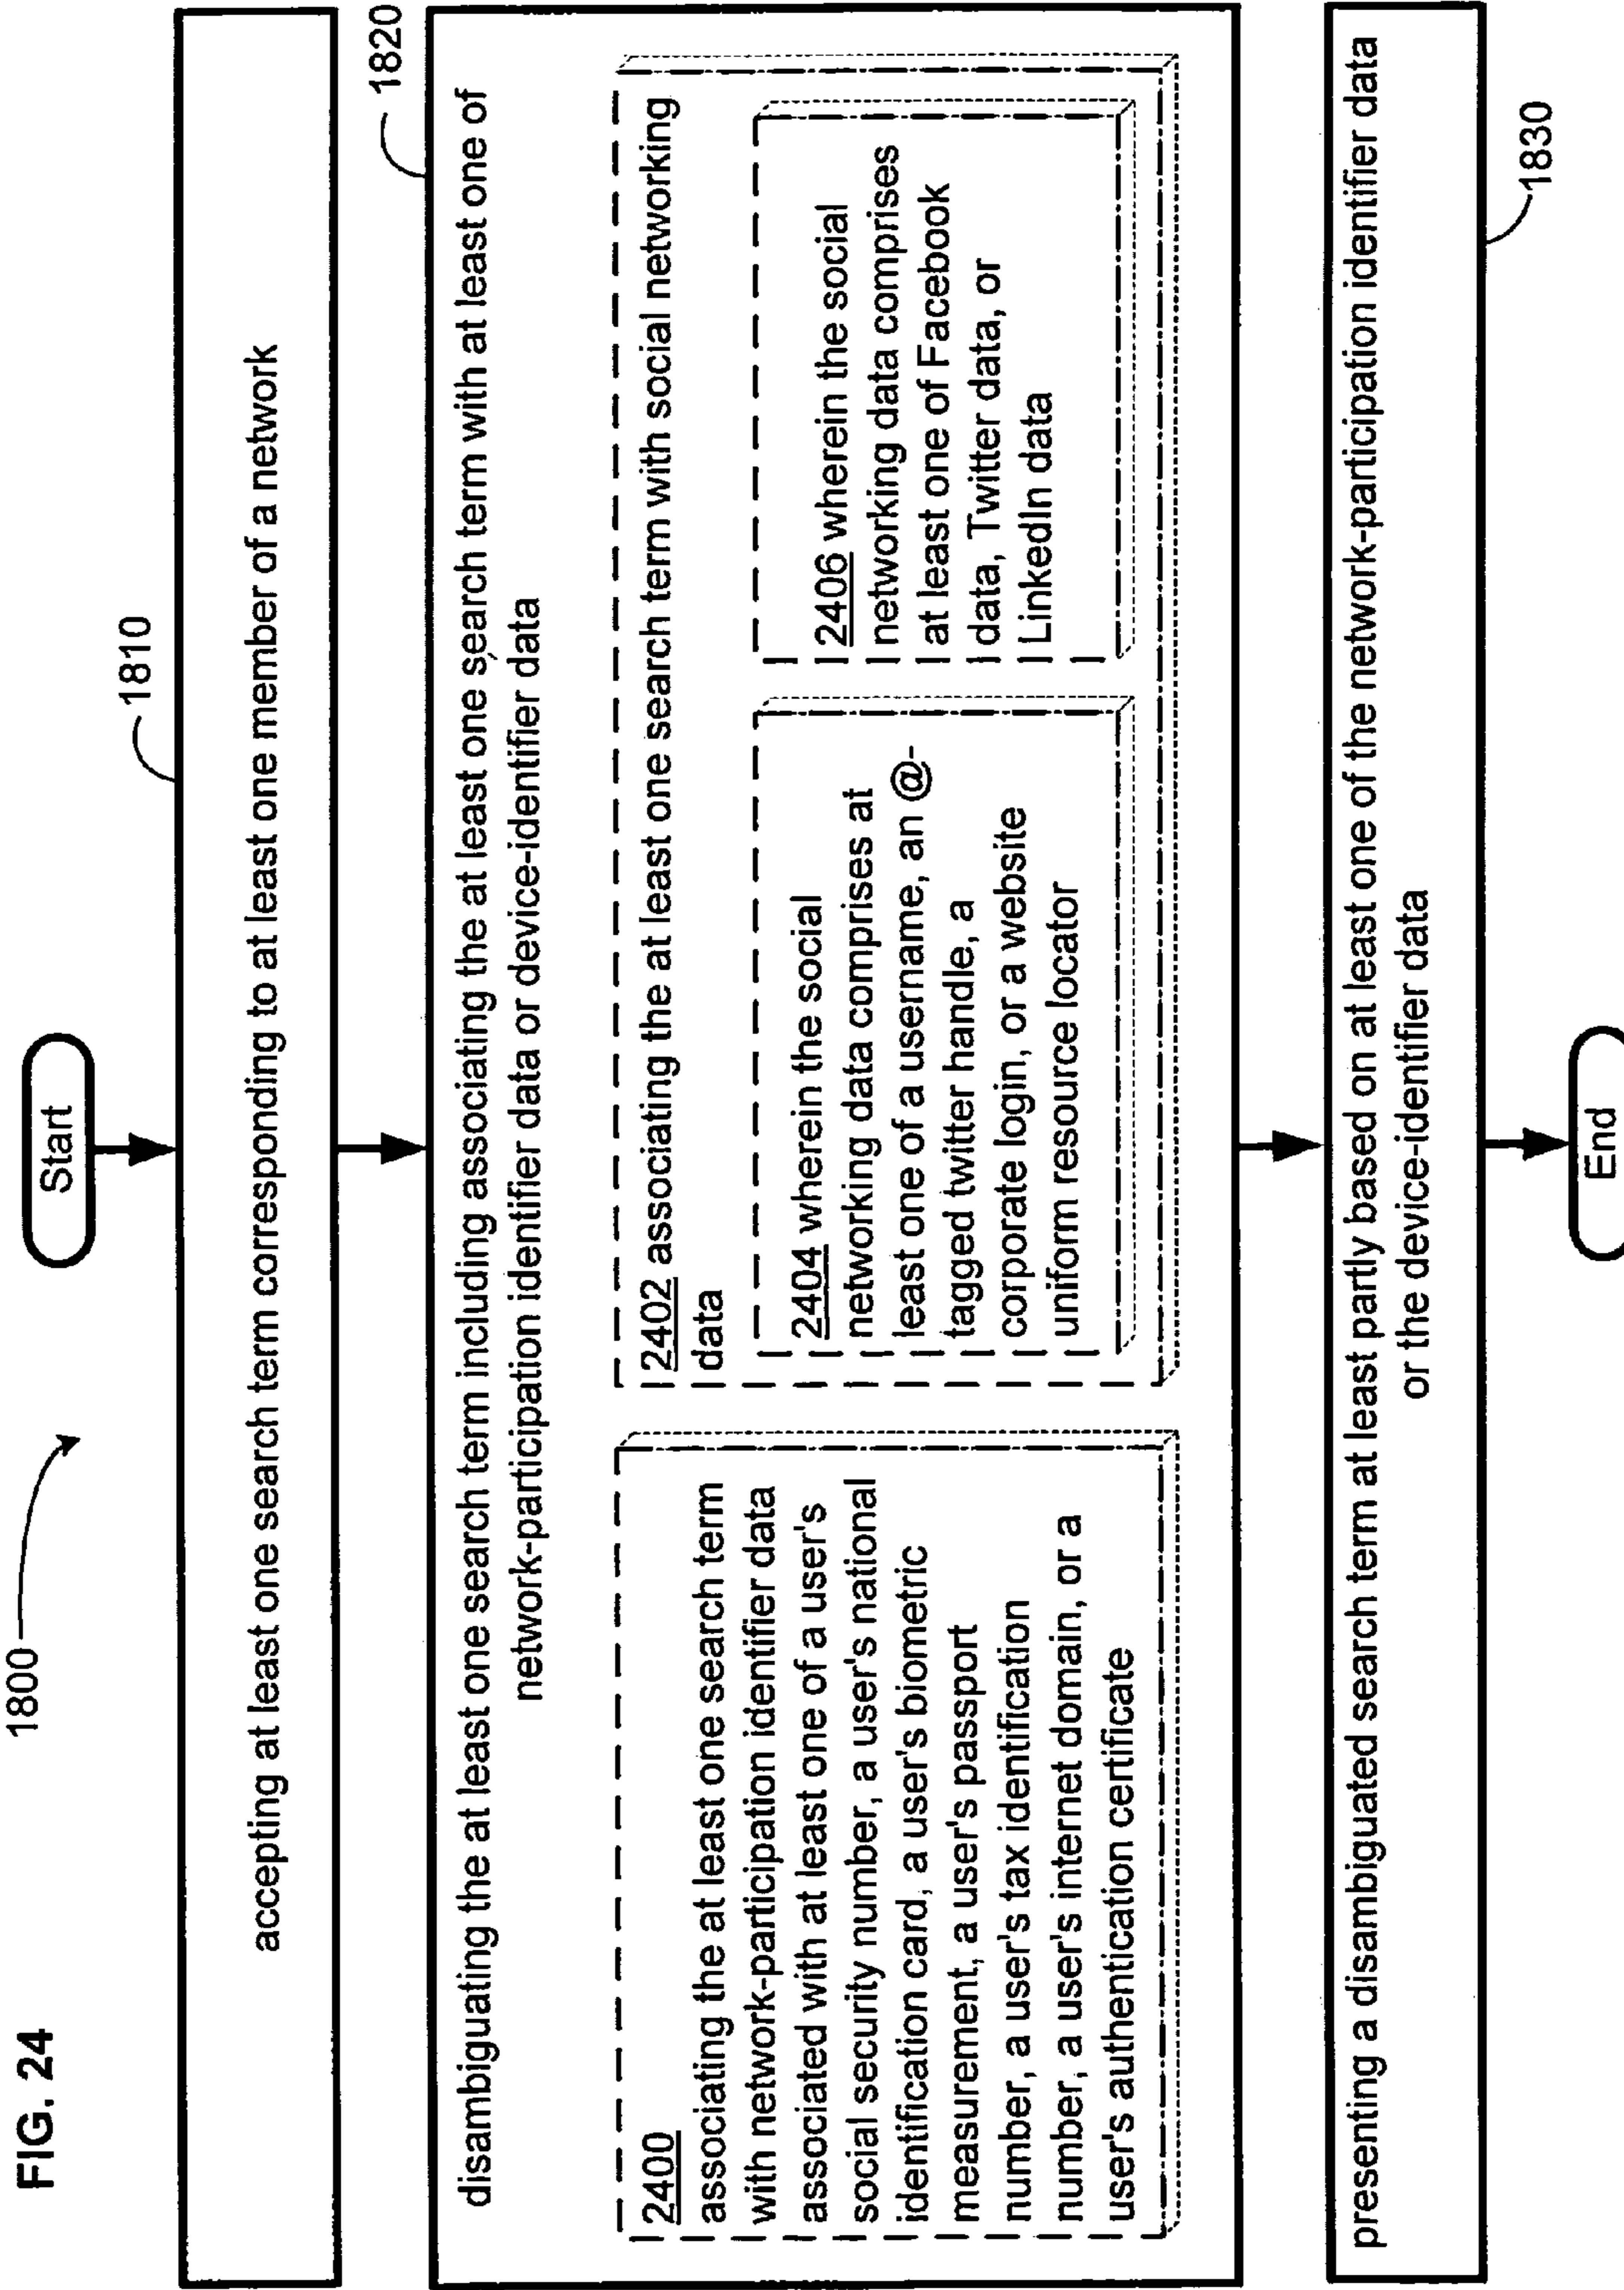 FIG. 24
1800
Start
1810
accepting at least one search term corresponding to at least one member of a network
1820
disambiguating the at least one search term including associating the at least one search term with at least one of
network-participation identifier data or device-identifier data
2400
associating the at least one search term
with network-participation identifier data
associated with at least one of a user's
social security number, a user's national
identification card, a user's biometric
measurement, a user's passport
number, a user's tax identification
number, a user's internet domain, or a
user's authentication certificate
2402 associating the at least one search term with social networking
data
2404 wherein the social
networking data comprises at
least one of a username, an @-
tagged twitter handle, a
corporate login, or a website
uniform resource locator
2406 wherein the social
networking data comprises
at least one of Facebook
data, Twitter data, or
LinkedIn data
presenting a disambiguated search term at least partly based on at least one of the network-participation identifier data
or the device-identifier data
1830
End